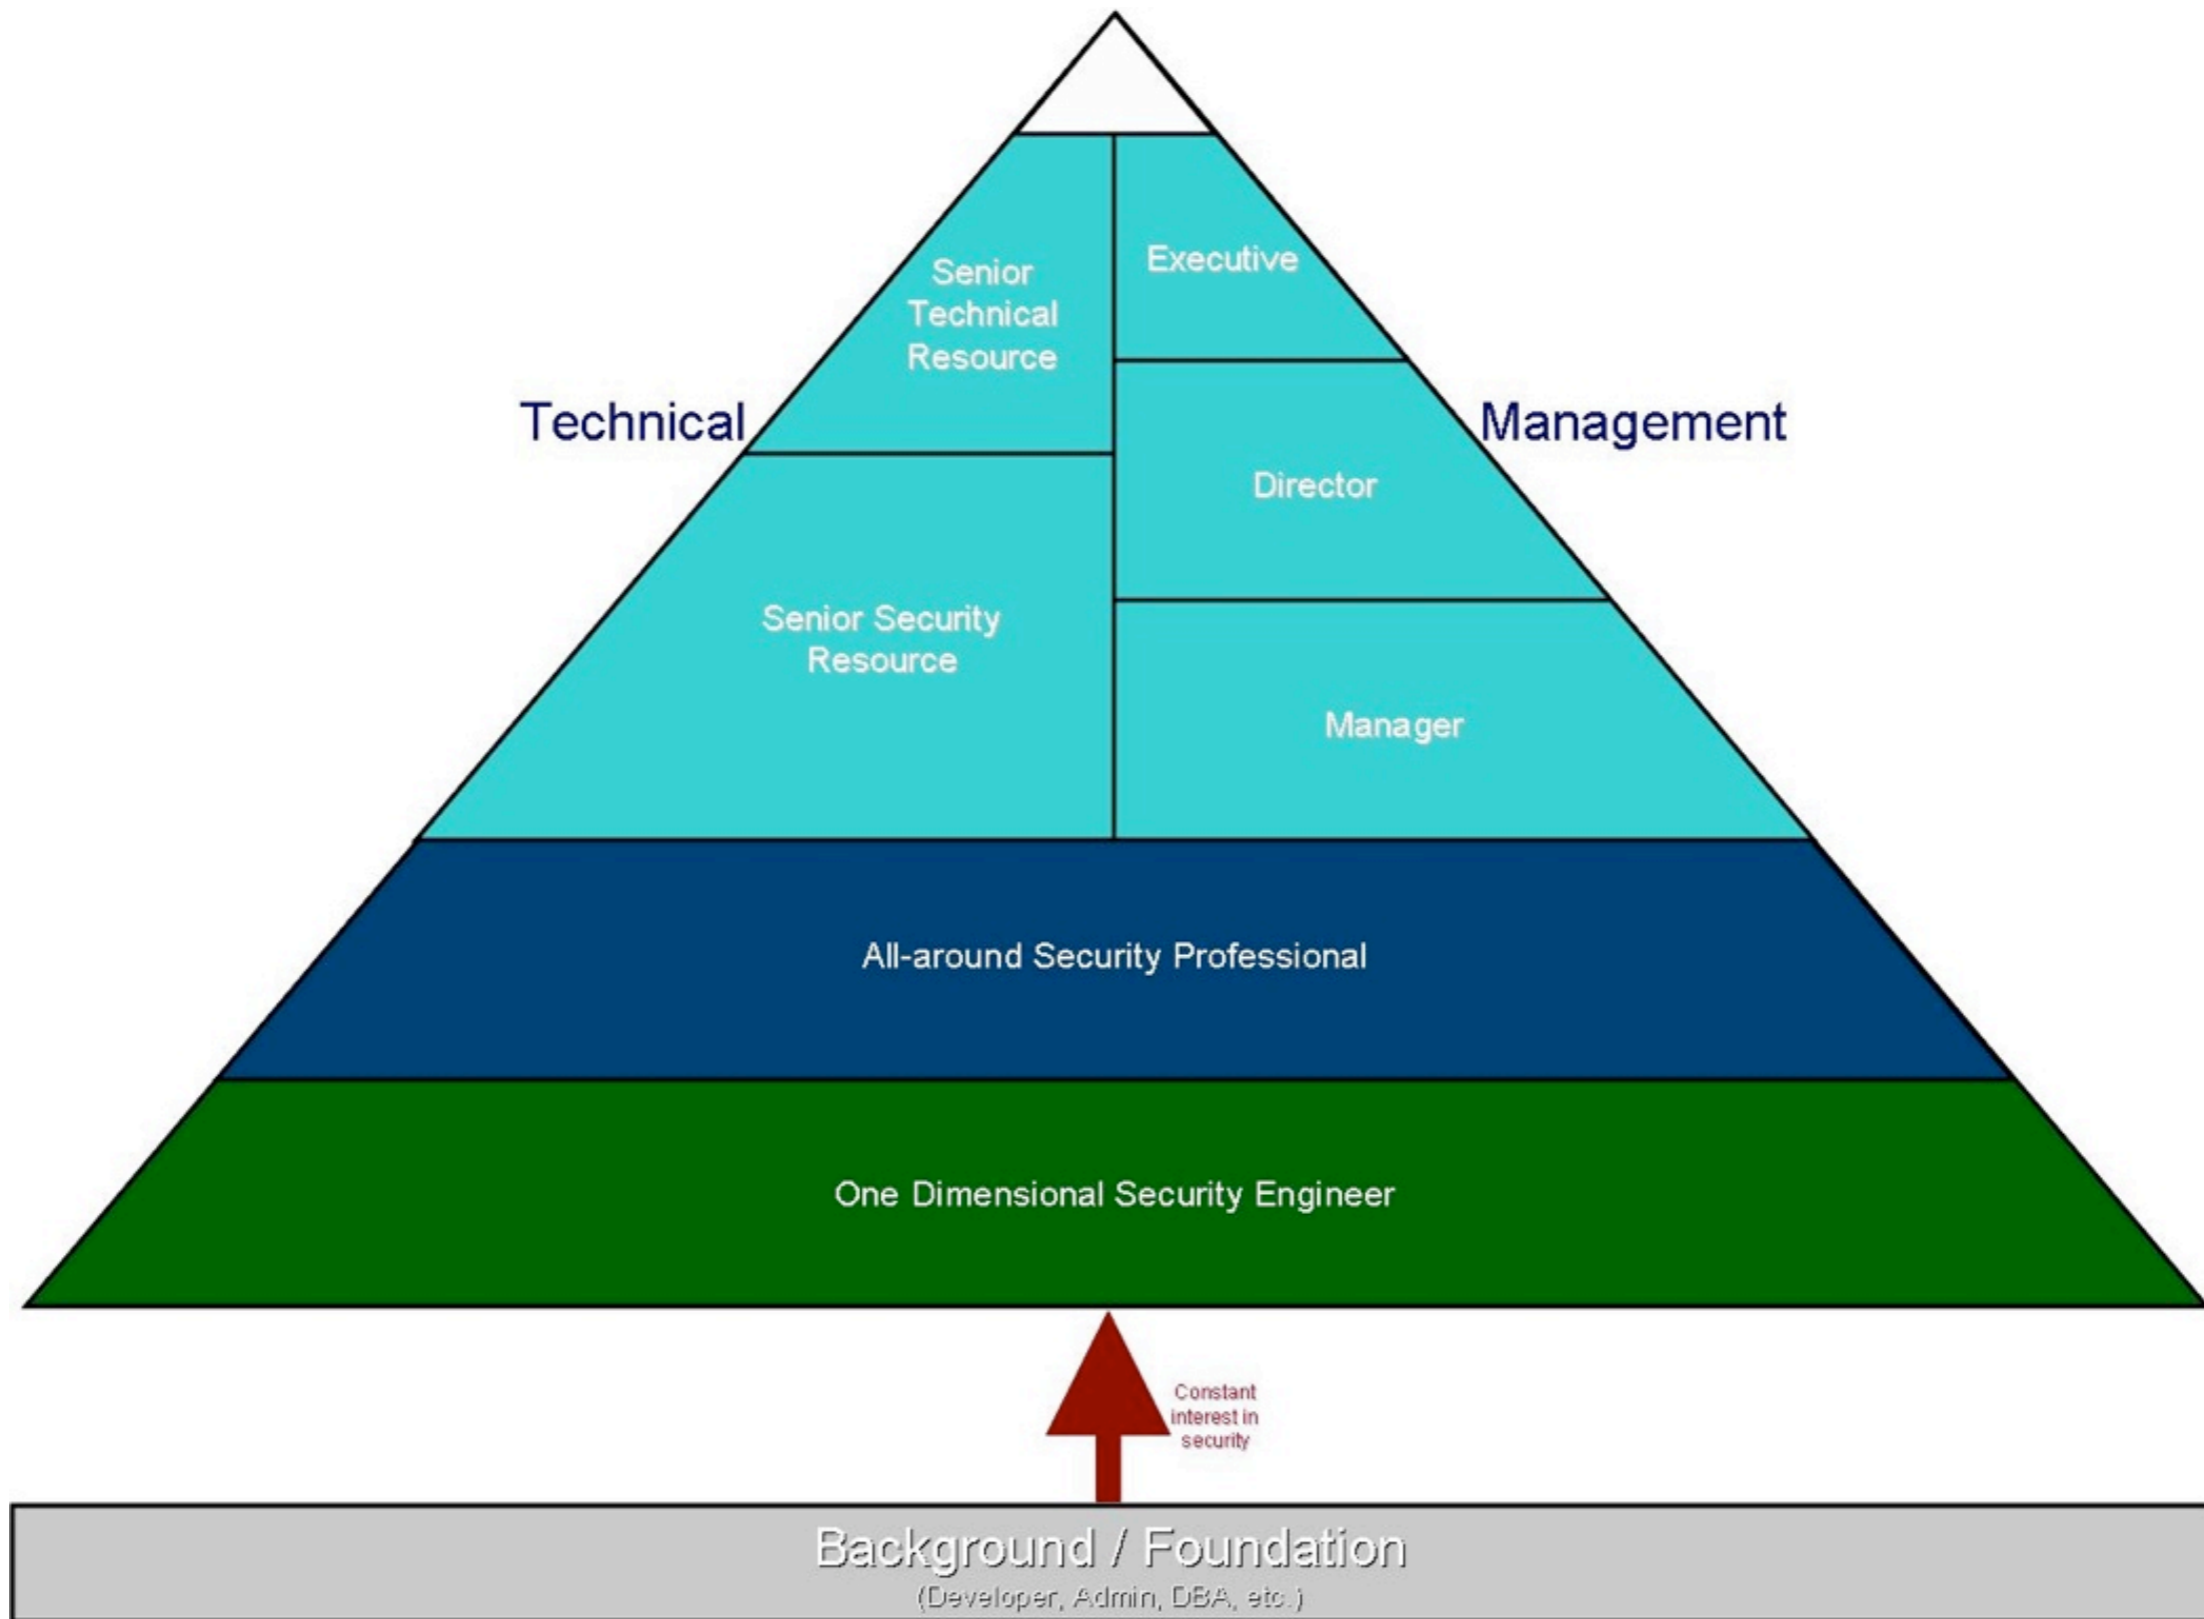 Executive
Senior
Technical
Resource
Technical
Management
Director
Senior Security
Resource
Manager
All-around Security Professional
One Dimensional Security Engineer
Constant
interest in
security
Background / Foundation
(Developer, Admin, DBA, etc.)